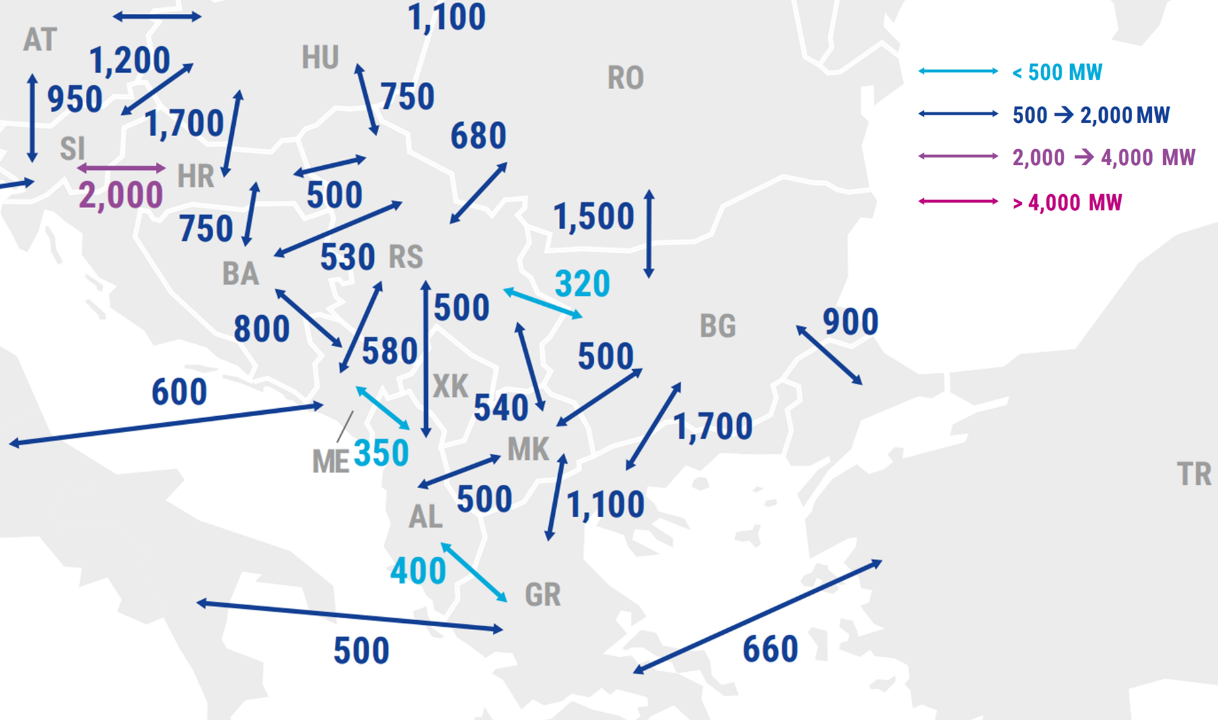 1,100
AT
1,200
HU
RO
< 500 MW
950
750
500 → 2,000 MW
1,700
680
SI
2,000 → 4,000 MW
HR
2,000
500
> 4,000 MW
750
1,500
530
RS
BA
320
500
800
BG
900
580
500
600
XK
540
1,700
ME
350
MK
TR
500
1,100
AL
400
GR
500
660